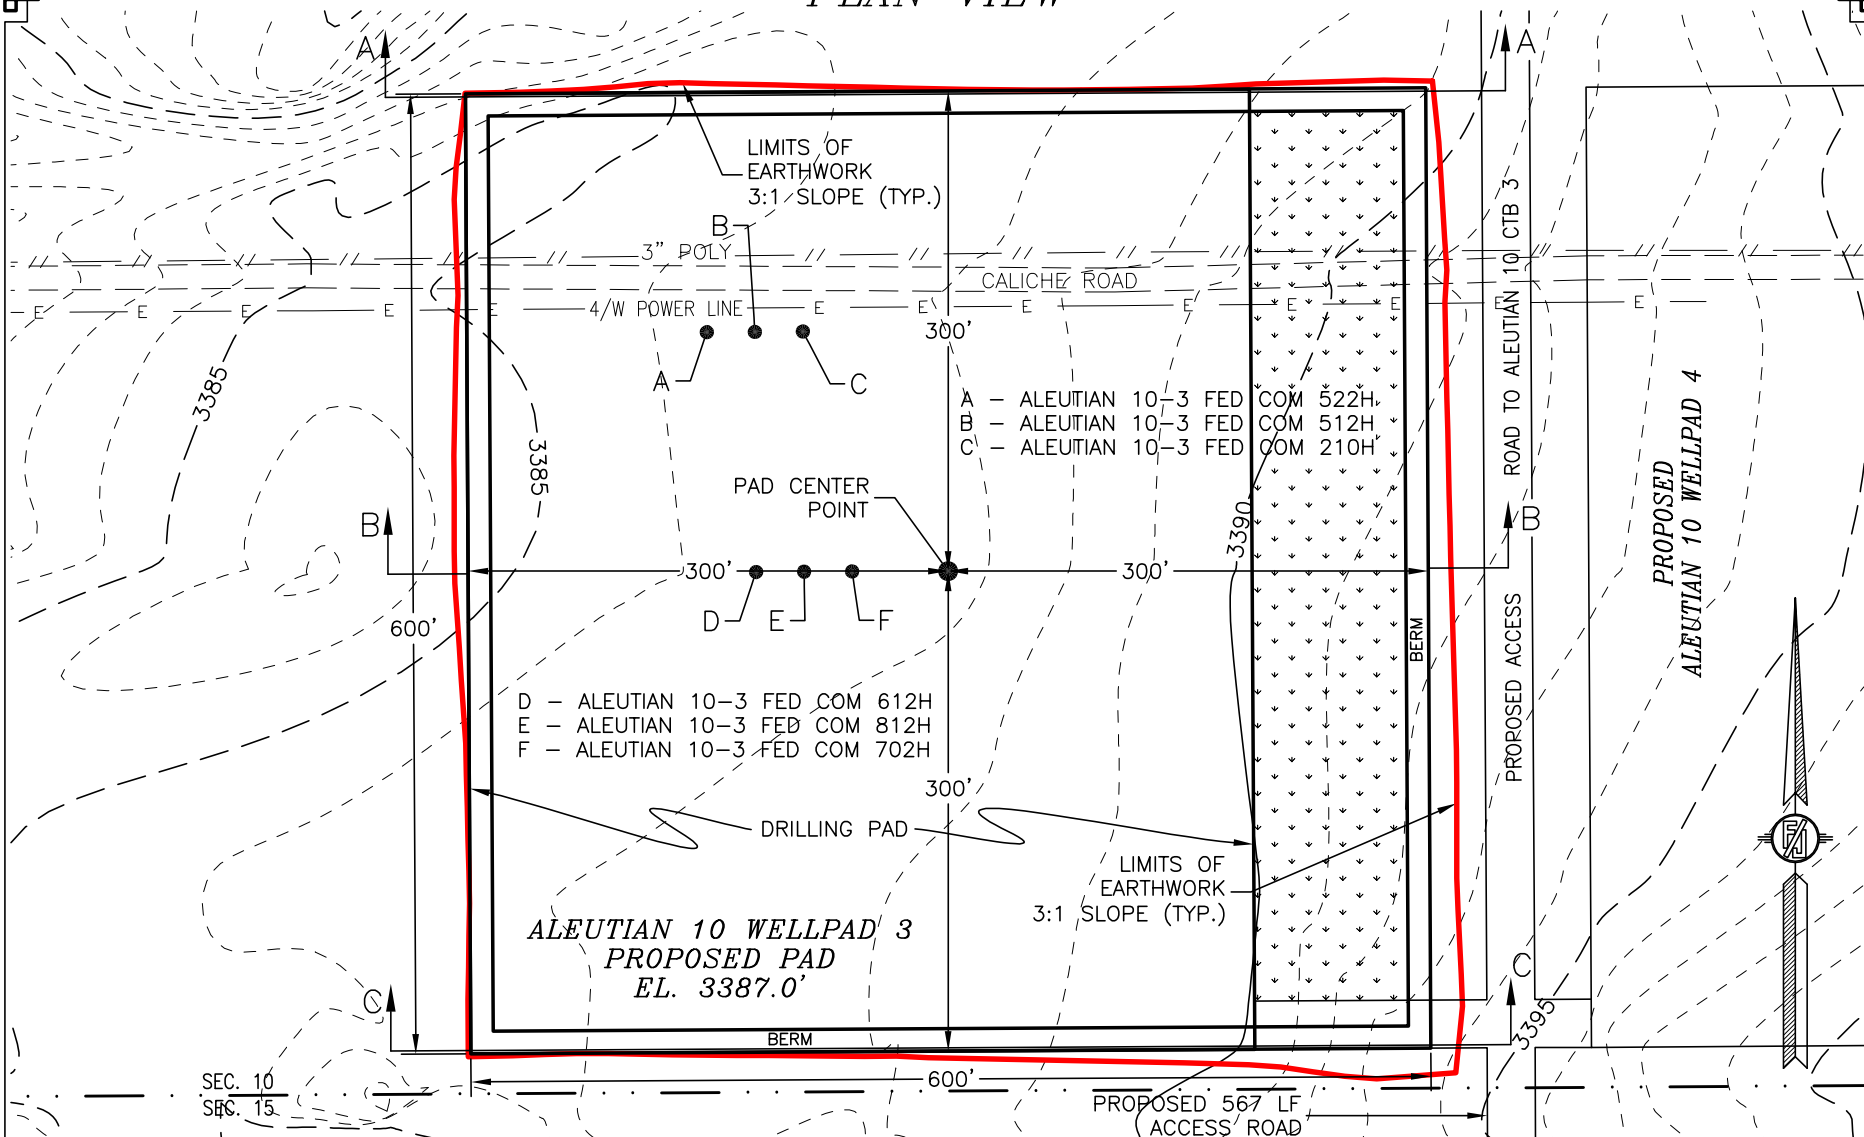 PLAN VIEW
A
A
LIMITS OF
EARTHWORK
3:1 SLOPE (TYP.)
B
3" POLY
CALICHE ROAD
E E E E E 4/W POWER LINE E E E E E E E E
300'
A
C
3385
3385
A - ALEUTIAN 10-3 FED COM 522H
B - ALEUTIAN 10-3 FED COM 512H
C - ALEUTIAN 10-3 FED COM 210H
PAD CENTER
POINT
3390
B
B
300'
300'
D
E
F
600'
BERM
D - ALEUTIAN 10-3 FED COM 612H
E - ALEUTIAN 10-3 FED COM 812H
F - ALEUTIAN 10-3 FED COM 702H
300'
DRILLING PAD
LIMITS OF
EARTHWORK
3:1 SLOPE (TYP.)
ALEUTIAN 10 WELLPAD 3
PROPOSED PAD
EL. 3387.0'
C
C
BERM
3395
600'
SEC. 10
SEC. 15
PROPOSED 567 LF
ACCESS ROAD
PROPOSED ACCESS ROAD TO ALEUTIAN 10 CTB 3
PROPOSED
ALEUTIAN 10 WELLPAD 4